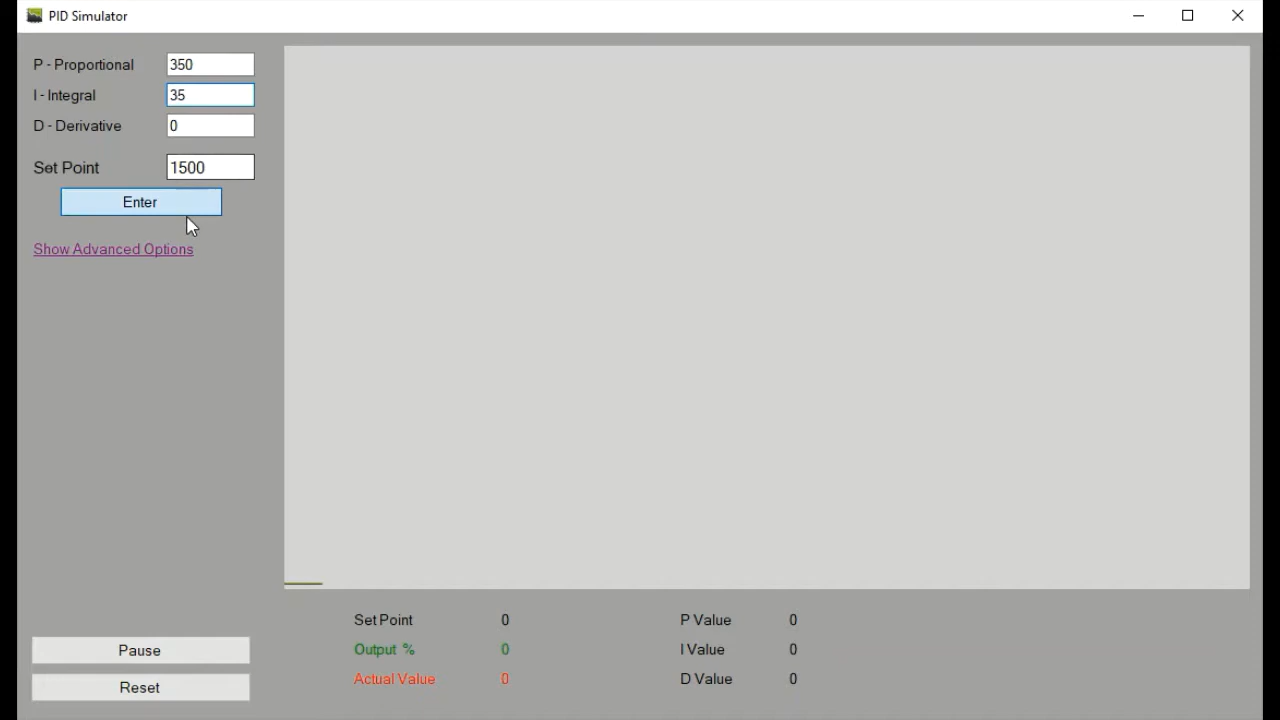 PID Simulator
P - Proportional 350
I - Integral 35
D - Derivative 0
Set Point 1500
Enter
Show Advanced Options
Set Point 0 P Value 0
Output % 0 I Value 0
Actual Value 0 D Value 0
Pause
Reset